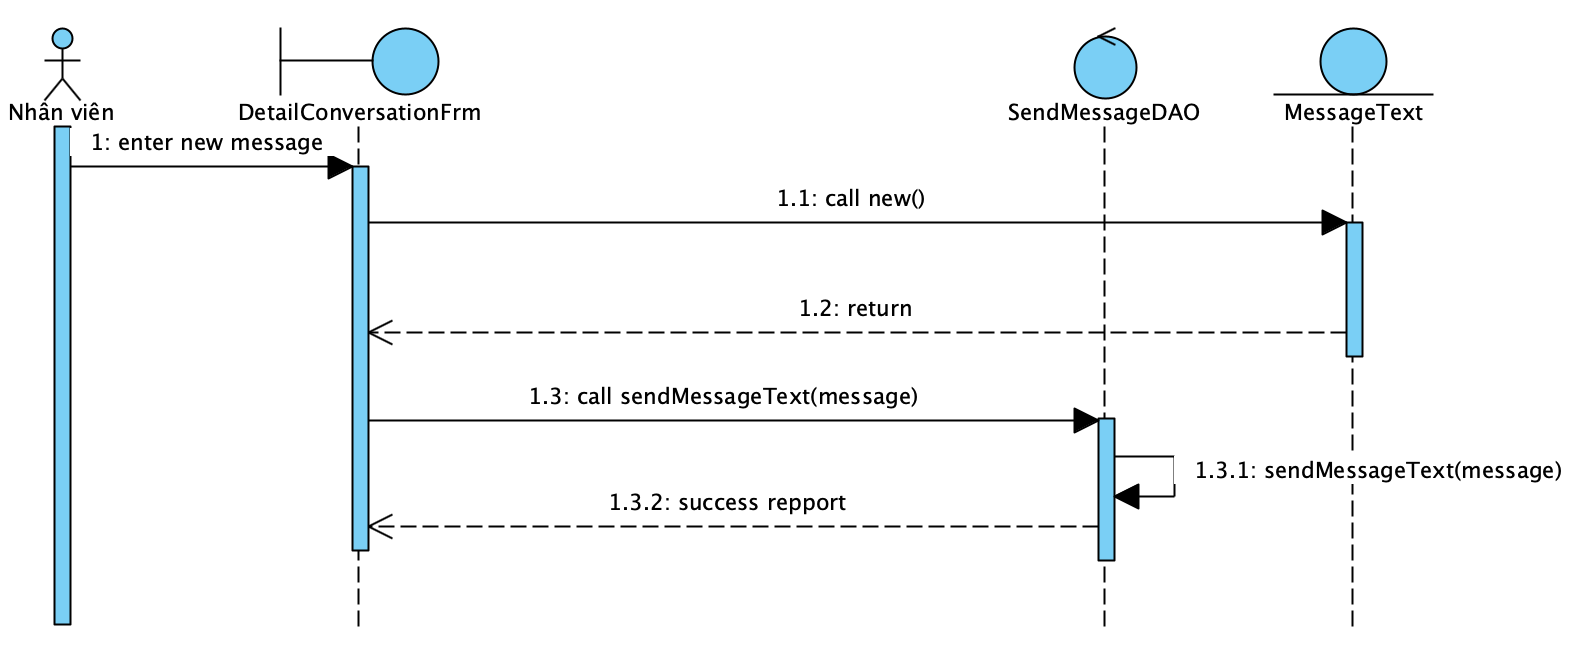 Nhân viên
DetailConversationFrm
SendMessageDAO
MessageText
1: enter new message
1.1: call new()
1.2: return
1.3: call sendMessageText(message)
1.3.1: sendMessageText(message)
1.3.2: success repport